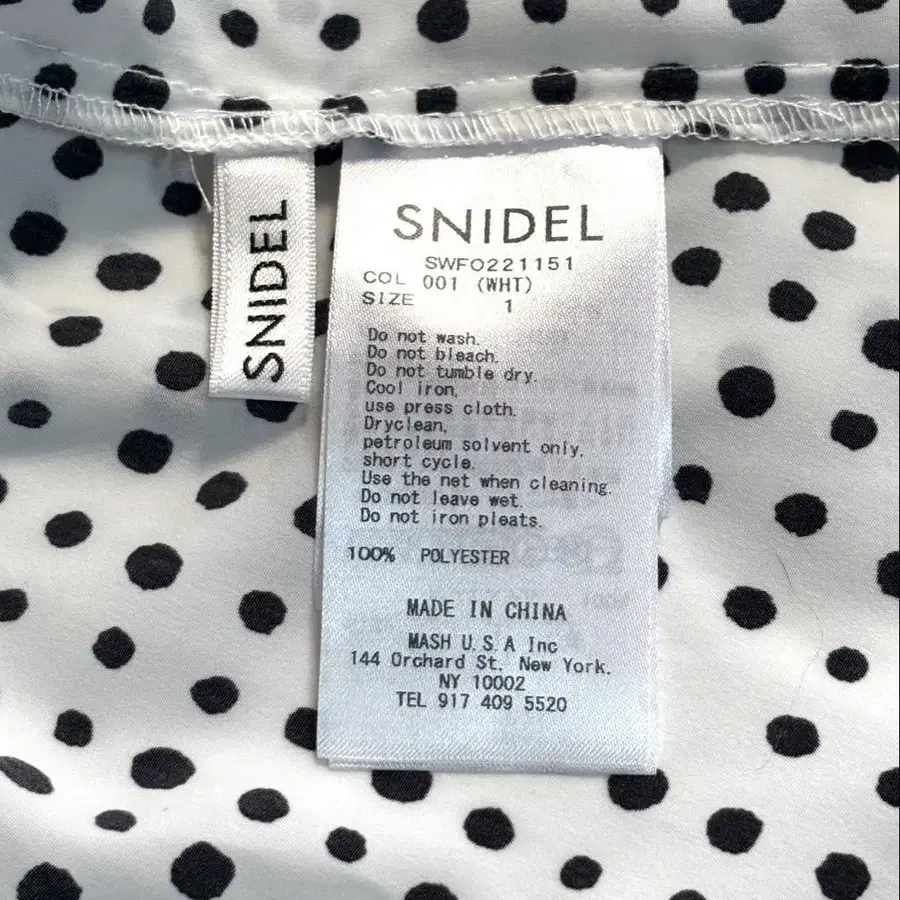 SNIDEL
SNIDEL
SWFO221151
COL 001 (WHT)
SIZE 1
Do not wash.
Do not bleach.
Do not tumble dry.
Cool iron,
use press cloth.
Dryclean,
petroleum solvent only,
short cycle.
Use the net when cleaning.
Do not leave wet.
Do not iron pleats.
100% POLYESTER
MADE IN CHINA
MASH U.S.A Inc
144 Orchard St, New York.
NY 10002
TEL 917 409 5520